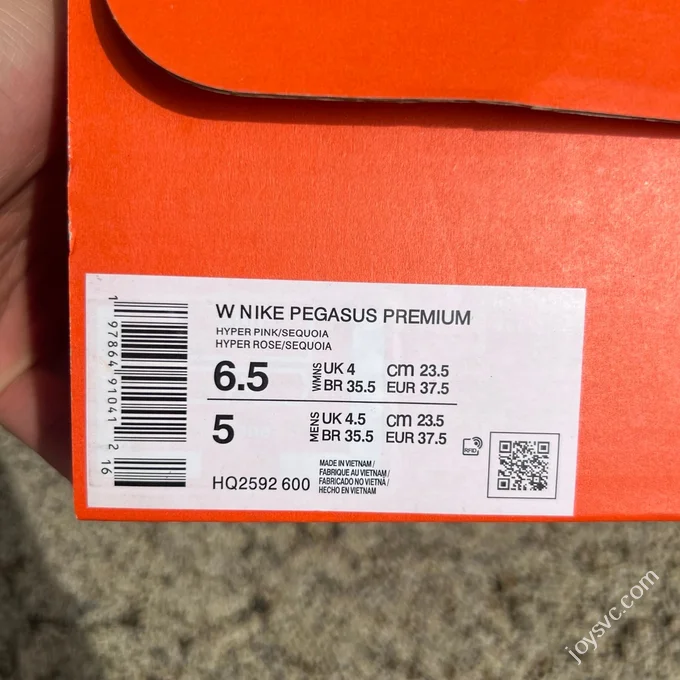 W NIKE PEGASUS PREMIUM
HYPER PINK/SEQUOIA
HYPER ROSE/SEQUOIA
6.5 WMNS UK 4 cm 23.5
BR 35.5 EUR 37.5
5 MENS UK 4.5 cm 23.5
BR 35.5 EUR 37.5
HQ2592 600
MADE IN VIETNAM /
FABRIQUE AU VIETNAM /
FABRICADO NO VIETNÃ /
HECHO EN VIETNAM
RFID
1 97864 91041 2 16
joysvc.com